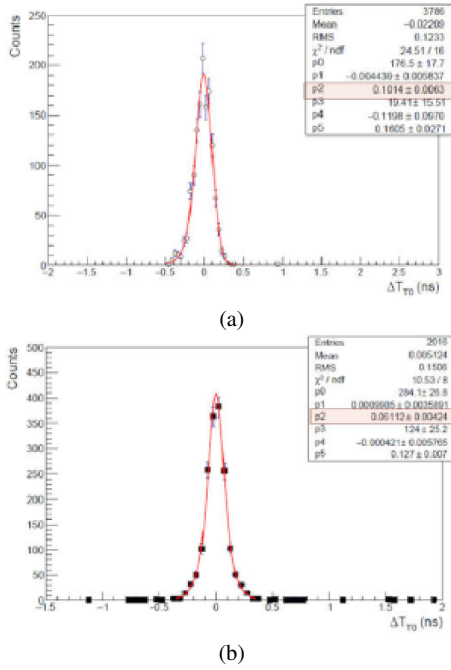 Entries 3786
Mean -0.02209
RMS 0.1233
χ² / ndf 24.51 / 16
p0 176.5 ± 17.7
p1 -0.004439 ± 0.005837
p2 0.1014 ± 0.0063
p3 19.41 ± 15.51
p4 -0.1198 ± 0.0970
p5 0.1605 ± 0.0271
Counts
250
200
150
100
50
0
-2 -1.5 -1 -0.5 0 0.5 1 1.5 2 2.5 3
ΔT_T0 (ns)
(a)
Entries 2016
Mean 0.005124
RMS 0.1506
χ² / ndf 10.53 / 8
p0 284.1 ± 26.8
p1 0.0009985 ± 0.0035891
p2 0.06112 ± 0.00424
p3 124 ± 25.2
p4 -0.000421 ± 0.005765
p5 0.127 ± 0.007
Counts
500
450
400
350
300
250
200
150
100
50
0
-1.5 -1 -0.5 0 0.5 1 1.5 2
ΔT_T0 (ns)
(b)